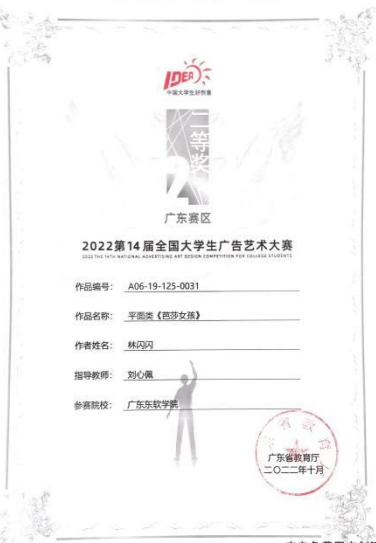 IDEA
中国大学生好创意
二等奖
2
广东赛区
2022第14届全国大学生广告艺术大赛
2022 THE 14TH NATIONAL ADVERTISING ART DESIGN COMPETITION FOR COLLEGE STUDENTS
作品编号： A06-19-125-0031
作品名称： 平面类《芭莎女孩》
作者姓名： 林闪闪
指导教师： 刘心佩
参赛院校： 广东东软学院
广东省教育厅
二〇二二年十月